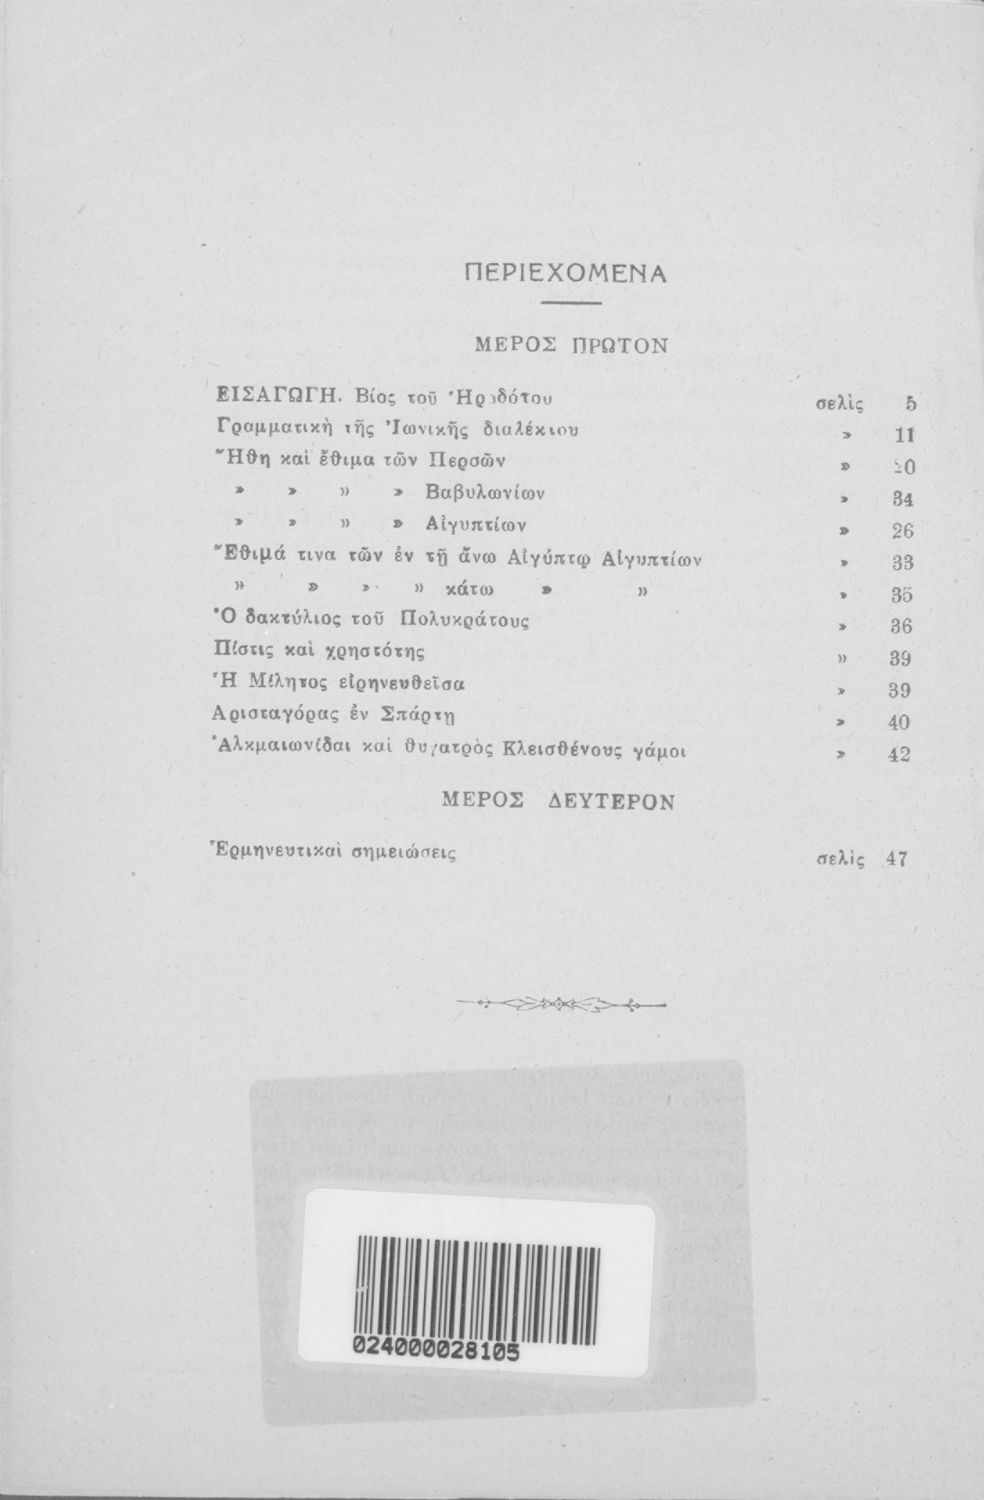 ΠΕΡΙΕΧΟΜΕΝΑ
ΜΕΡΟΣ ΠΡΩΤΟΝ
ΕΙΣΑΓΩΓΗ. Βίος τοῦ Ἡροδότου σελὶς 5
Γραμματικὴ τῆς Ἰωνικῆς διαλέκτου » 11
Ἤθη καὶ ἔθιμα τῶν Περσῶν »
» » » » Βαβυλωνίων » 34
» » » » Αἰγυπτίων » 26
Ἔθιμά τινα τῶν ἐν τῇ ἄνω Αἰγύπτῳ Αἰγυπτίων » 33
» » » » κάτω » » » 35
Ὁ δακτύλιος τοῦ Πολυκράτους » 36
Πίστις καὶ χρηστότης » 39
Ἡ Μίλητος εἰρηνευθεῖσα » 39
Αρισταγόρας ἐν Σπάρτῃ » 40
Ἀλκμαιωνίδαι καὶ θυγατρὸς Κλεισθένους γάμοι » 42
ΜΕΡΟΣ ΔΕΥΤΕΡΟΝ
Ἑρμηνευτικαὶ σημειώσεις σελὶς 47
024000028105